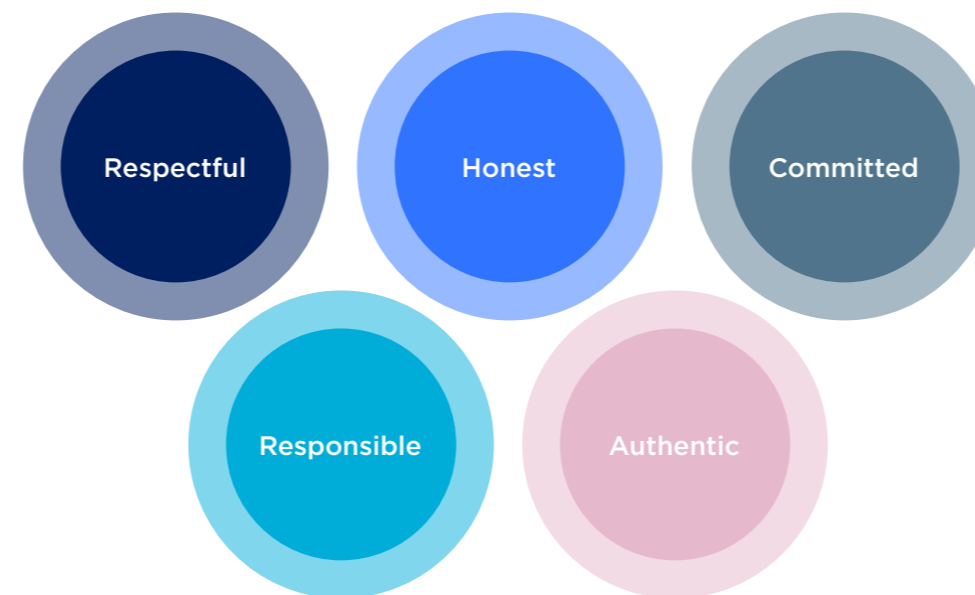 Respectful
Honest
Committed
Responsible
Authentic